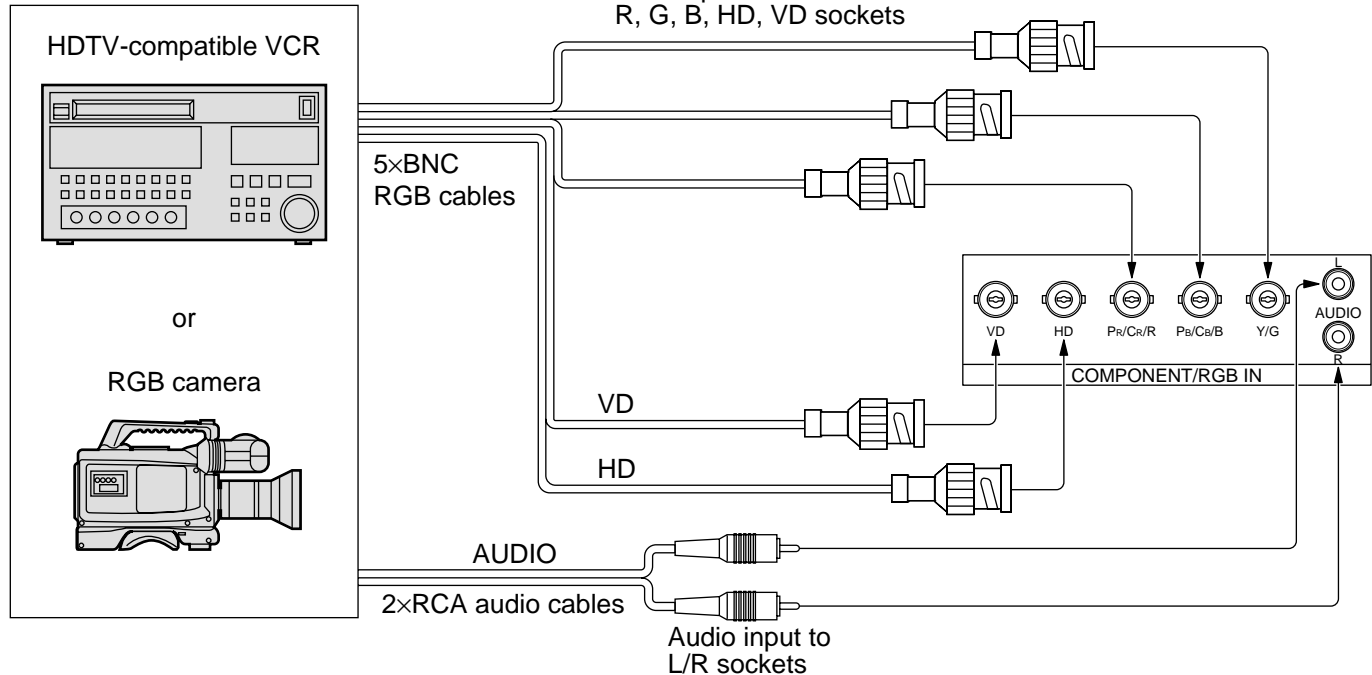 R, G, B, HD, VD sockets
HDTV-compatible VCR
5×BNC
RGB cables
or
RGB camera
L
AUDIO
R
VD
HD
PR/CR/R
PB/CB/B
Y/G
COMPONENT/RGB IN
VD
HD
AUDIO
2×RCA audio cables
Audio input to
L/R sockets